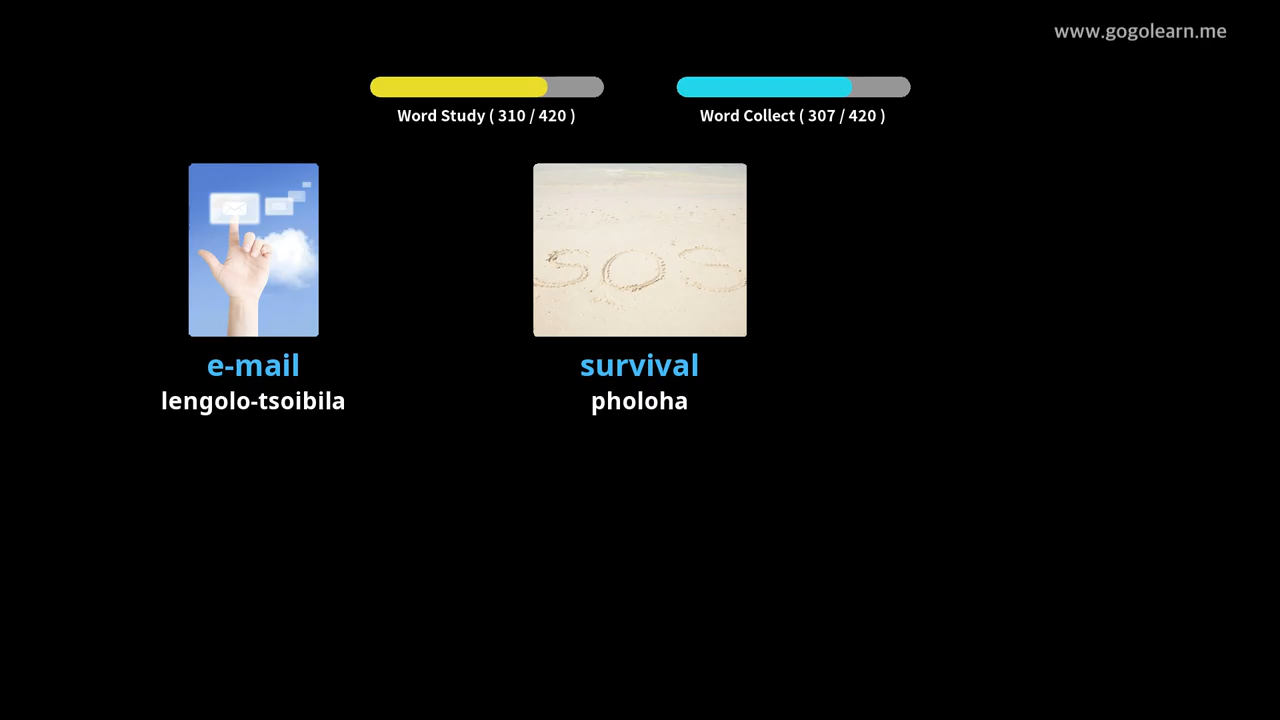 www.gogolearn.me
Word Study ( 310 / 420 )
Word Collect ( 307 / 420 )
SOS
e-mail
lengolo-tsoibila
survival
pholoha